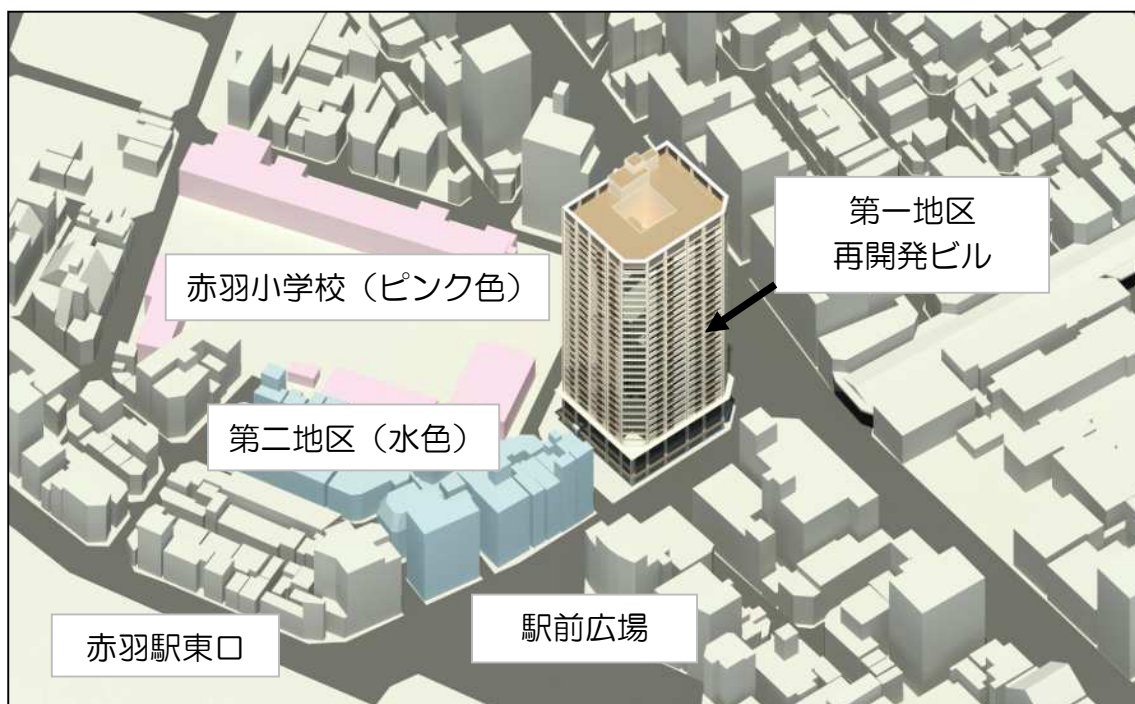 第一地区
再開発ビル
赤羽小学校（ピンク色）
第二地区（水色）
駅前広場
赤羽駅東口